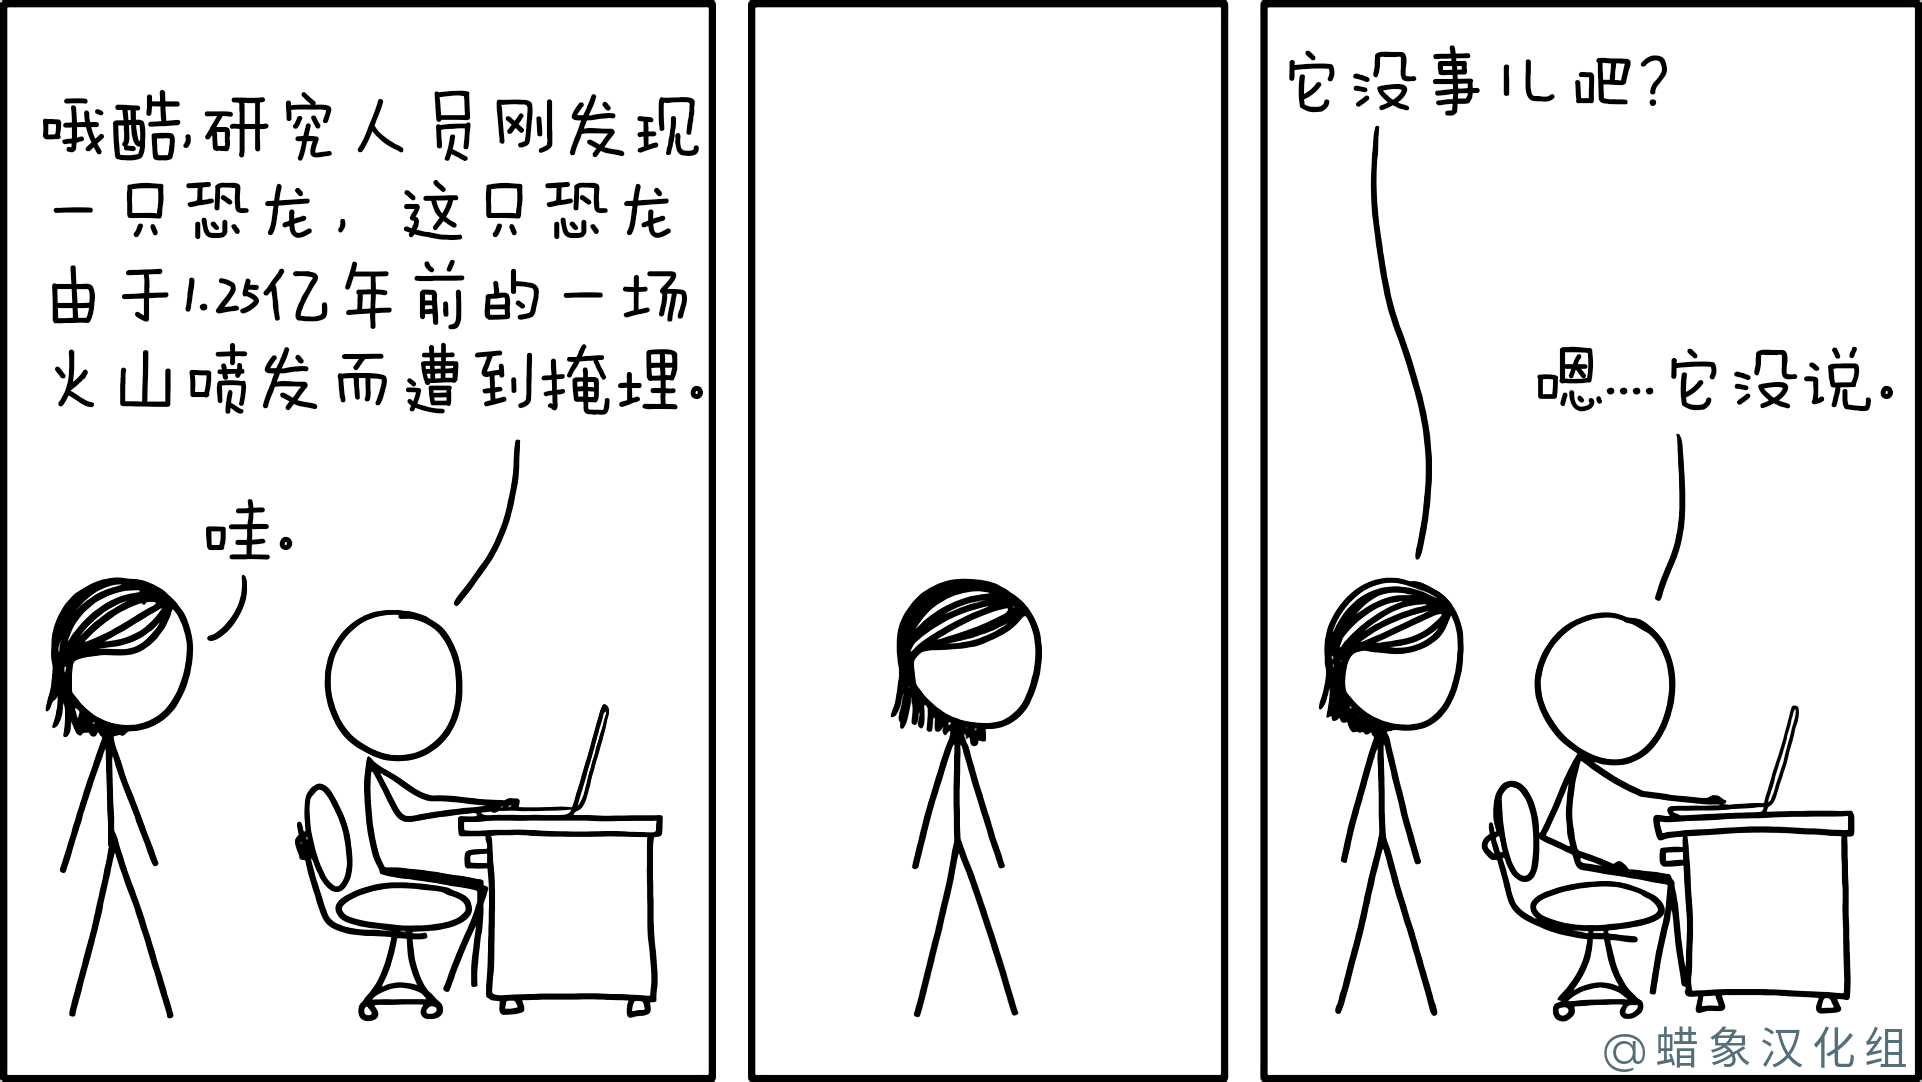 哦酷,研究人员刚发现
一只恐龙，这只恐龙
由于1.25亿年前的一场
火山喷发而遭到掩埋。
哇。
它没事儿吧?
嗯....它没说。
@蜡象汉化组